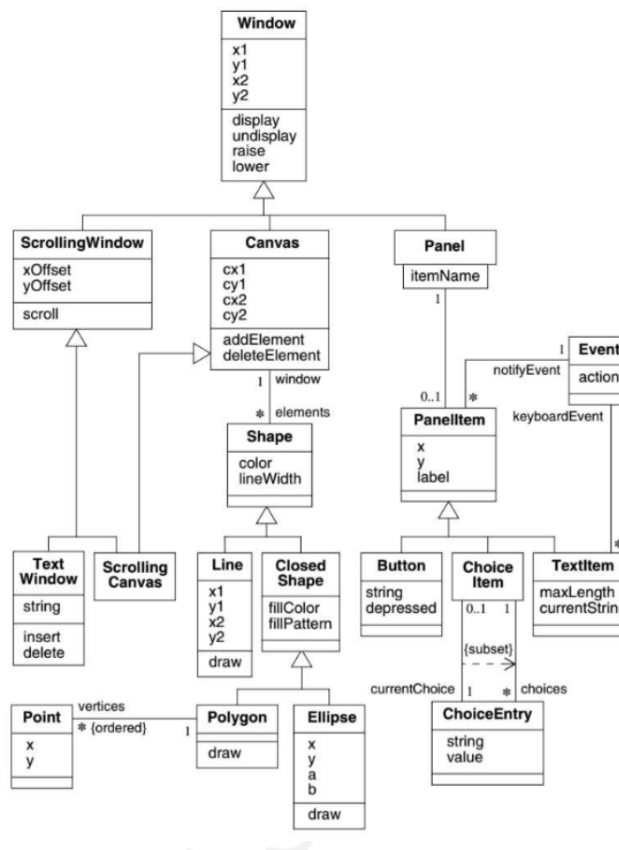 Window
x1
y1
x2
y2
display
undisplay
raise
lower
ScrollingWindow
xOffset
yOffset
scroll
Canvas
cx1
cy1
cx2
cy2
addElement
deleteElement
Panel
itemName
1
1 window
* elements
0..1
*
notifyEvent
1
Event
action
keyboardEvent
*
Shape
color
lineWidth
PanelItem
x
y
label
Text
Window
string
insert
delete
Scrolling
Canvas
Line
x1
y1
x2
y2
draw
Closed
Shape
fillColor
fillPattern
Button
string
depressed
Choice
Item
TextItem
maxLength
currentString
0..1
1
{subset}
currentChoice
1
* choices
ChoiceEntry
string
value
Point
x
y
vertices
* {ordered}
1
Polygon
draw
Ellipse
x
y
a
b
draw